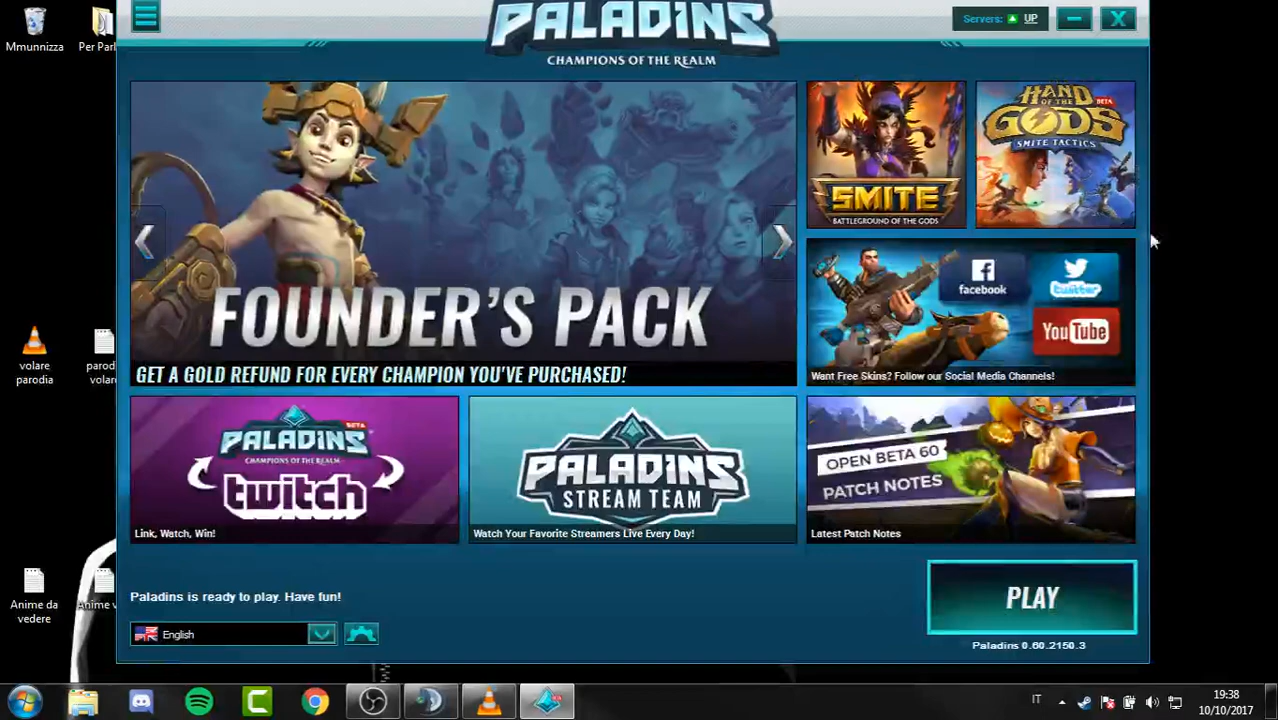 Mmunnizza
Per Parl
PALADINS
CHAMPIONS OF THE REALM
Servers: UP
X
FOUNDER'S PACK
GET A GOLD REFUND FOR EVERY CHAMPION YOU'VE PURCHASED!
SMITE
BATTLEGROUND OF THE GODS
HAND
OF THE
BETA
GODS
SMITE TACTICS
facebook
twitter
YouTube
Want Free Skins? Follow our Social Media Channels!
volare
parodia
parod
volar
PALADINS
BETA
CHAMPIONS OF THE REALM
twitch
Link, Watch, Win!
PALADINS
STREAM TEAM
Watch Your Favorite Streamers Live Every Day!
OPEN BETA 60
PATCH NOTES
Latest Patch Notes
Anime da
vedere
Anime v
Paladins is ready to play. Have fun!
English
PLAY
Paladins 0.60.2150.3
IT
19:38
10/10/2017